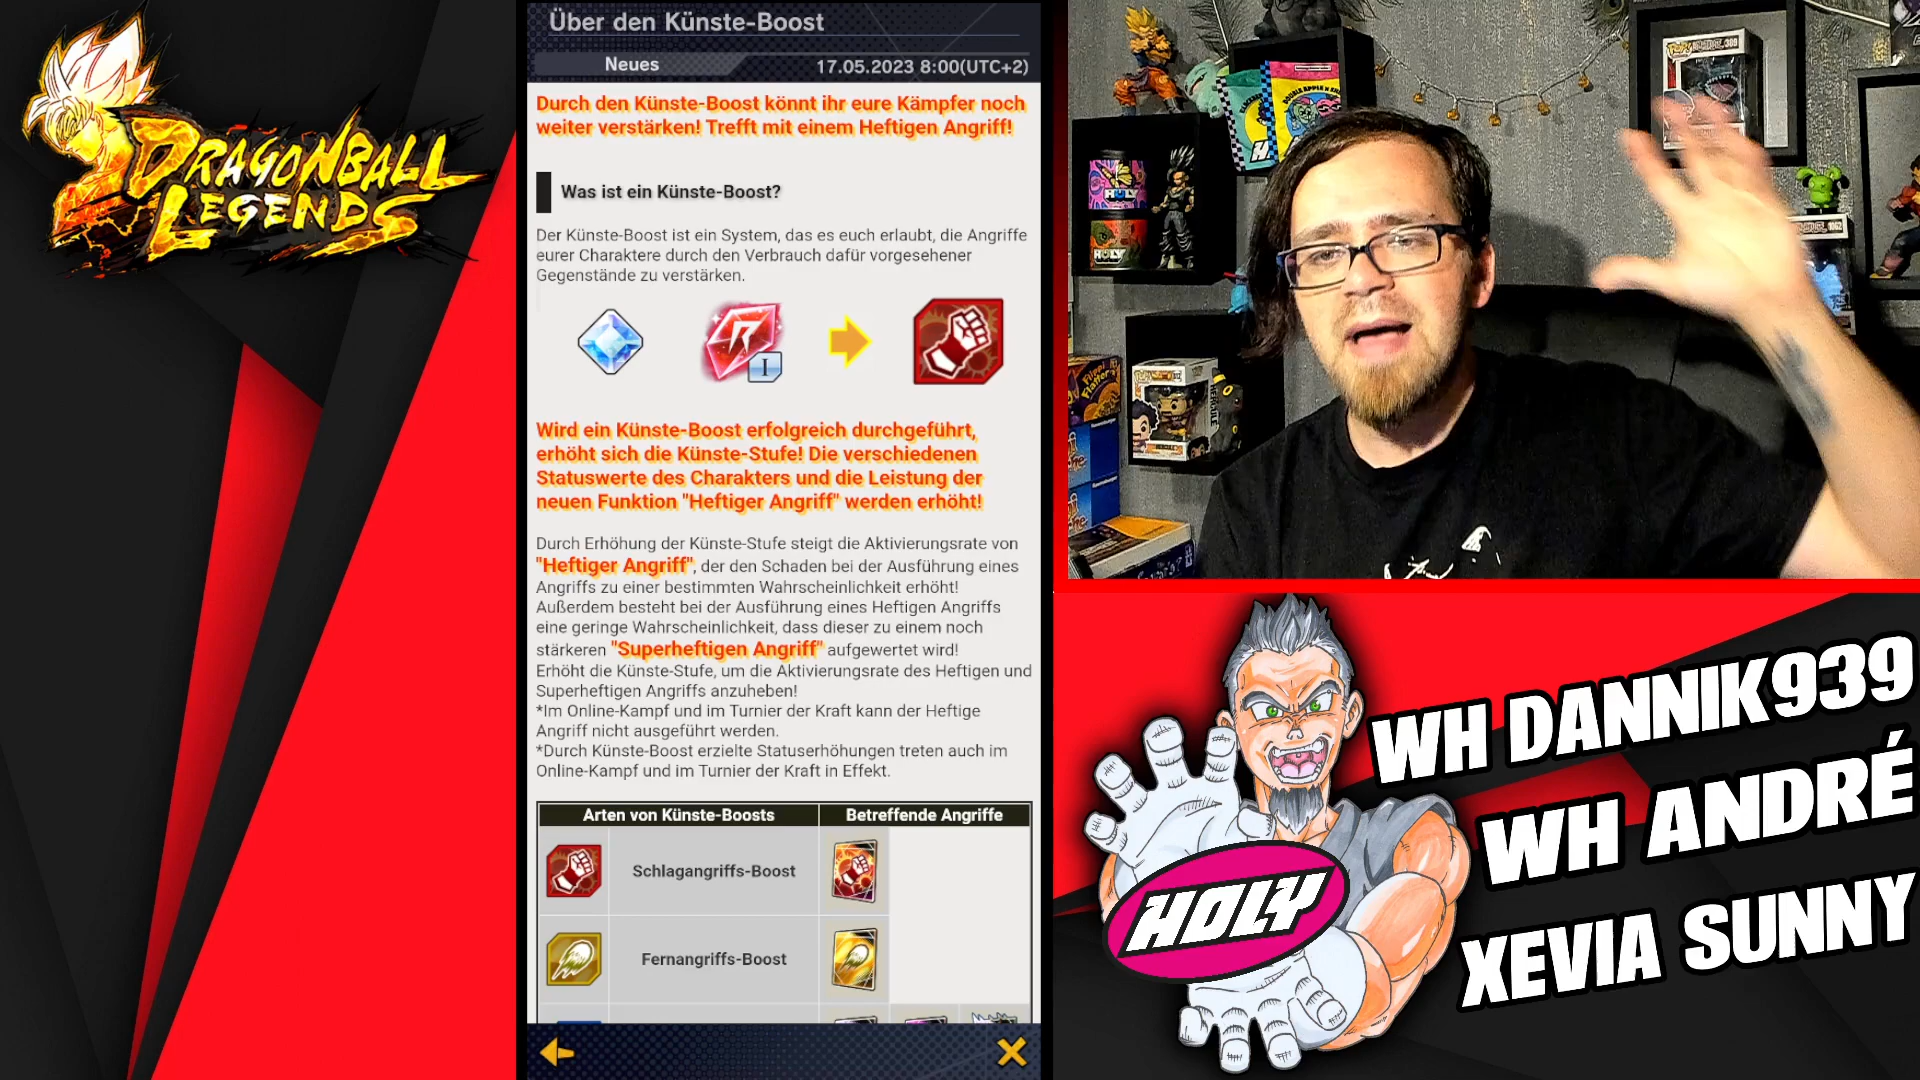 DRAGONBALL
LEGENDS
Über den Künste-Boost
Neues
17.05.2023 8:00(UTC+2)
Durch den Künste-Boost könnt ihr eure Kämpfer noch
weiter verstärken! Trefft mit einem Heftigen Angriff!
Was ist ein Künste-Boost?
Der Künste-Boost ist ein System, das es euch erlaubt, die Angriffe
eurer Charaktere durch den Verbrauch dafür vorgesehener
Gegenstände zu verstärken.
I
Wird ein Künste-Boost erfolgreich durchgeführt,
erhöht sich die Künste-Stufe! Die verschiedenen
Statuswerte des Charakters und die Leistung der
neuen Funktion "Heftiger Angriff" werden erhöht!
Durch Erhöhung der Künste-Stufe steigt die Aktivierungsrate von
"Heftiger Angriff", der den Schaden bei der Ausführung eines
Angriffs zu einer bestimmten Wahrscheinlichkeit erhöht!
Außerdem besteht bei der Ausführung eines Heftigen Angriffs
eine geringe Wahrscheinlichkeit, dass dieser zu einem noch
stärkeren "Superheftigen Angriff" aufgewertet wird!
Erhöht die Künste-Stufe, um die Aktivierungsrate des Heftigen und
Superheftigen Angriffs anzuheben!
*Im Online-Kampf und im Turnier der Kraft kann der Heftige
Angriff nicht ausgeführt werden.
*Durch Künste-Boost erzielte Statuserhöhungen treten auch im
Online-Kampf und im Turnier der Kraft in Effekt.
Arten von Künste-Boosts
Betreffende Angriffe
Schlagangriffs-Boost
Fernangriffs-Boost
HOLY
HOLY
HOLY
WH DANNIK939
WH ANDRÉ
XEVIA SUNNY